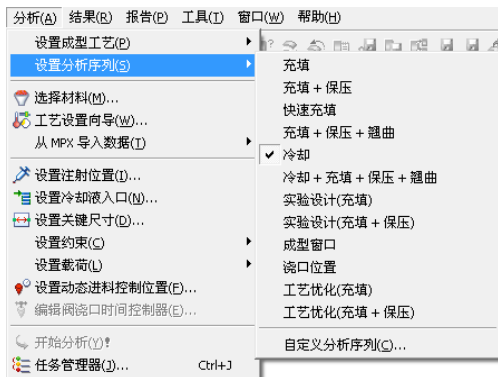 分析(A) 结果(R) 报告(P) 工具(T) 窗口(W) 帮助(H)
设置成型工艺(P)
设置分析序列(S)
选择材料(M)...
工艺设置向导(W)...
从 MPX 导入数据(T)
设置注射位置(I)...
设置冷却液入口(N)...
设置关键尺寸(D)...
设置约束(C)
设置载荷(L)
设置动态进料控制位置(F)...
编辑阀浇口时间控制器(E)...
开始分析(Y)!
任务管理器(J)... Ctrl+J
充填
充填 + 保压
快速充填
充填 + 保压 + 翘曲
冷却
冷却 + 充填 + 保压 + 翘曲
实验设计(充填)
实验设计(充填 + 保压)
成型窗口
浇口位置
工艺优化(充填)
工艺优化(充填 + 保压)
自定义分析序列(C)...